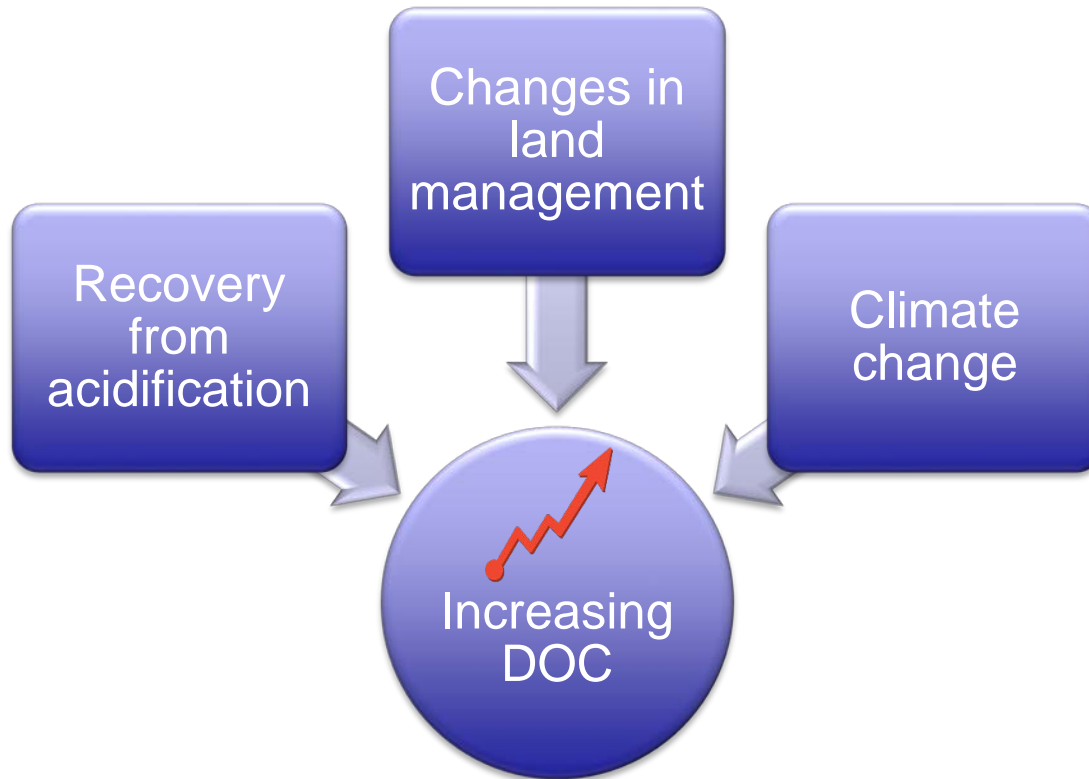 Changes in
land
management
Recovery
from
acidification
Climate
change
Increasing
DOC